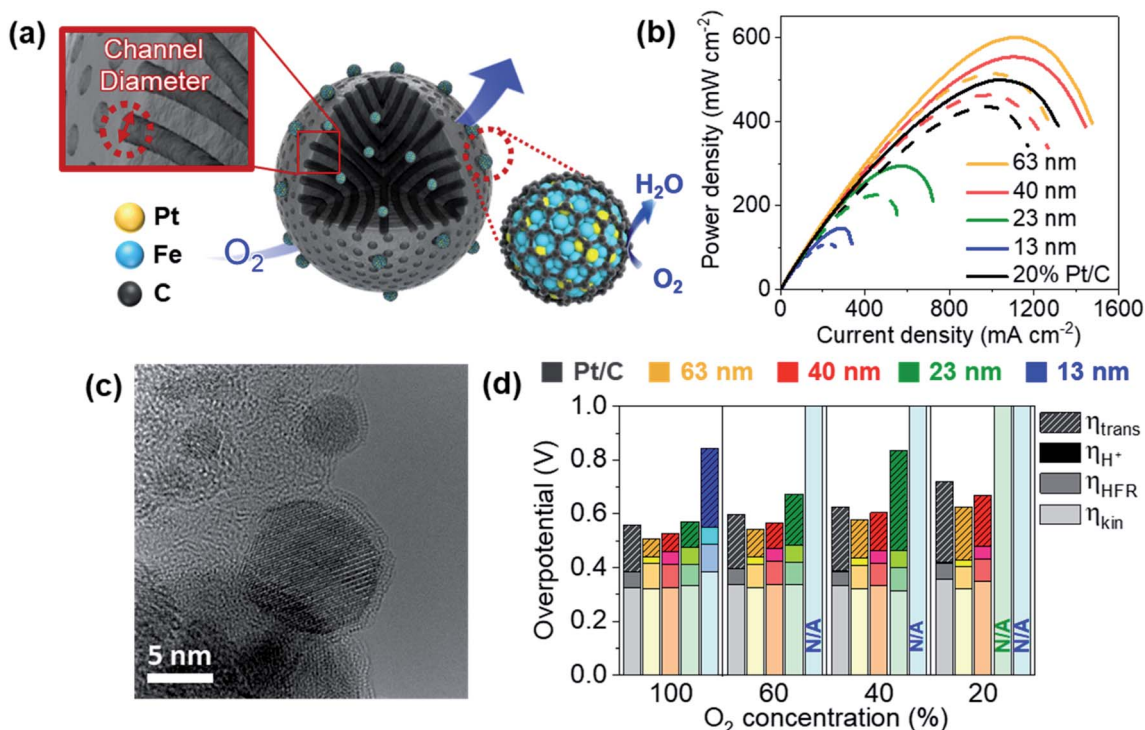 (a)
Channel
Diameter
Pt
Fe
C
O₂
H₂O
O₂
(b)
Power density (mW cm⁻²)
600
400
200
0
63 nm
40 nm
23 nm
13 nm
20% Pt/C
0 400 800 1200 1600
Current density (mA cm⁻²)
(c)
5 nm
(d)
Pt/C 63 nm 40 nm 23 nm 13 nm
Overpotential (V)
1.0
0.8
0.6
0.4
0.2
0.0
N/A
N/A
N/A
N/A
ηtrans
ηH⁺
ηHFR
ηkin
100 60 40 20
O₂ concentration (%)